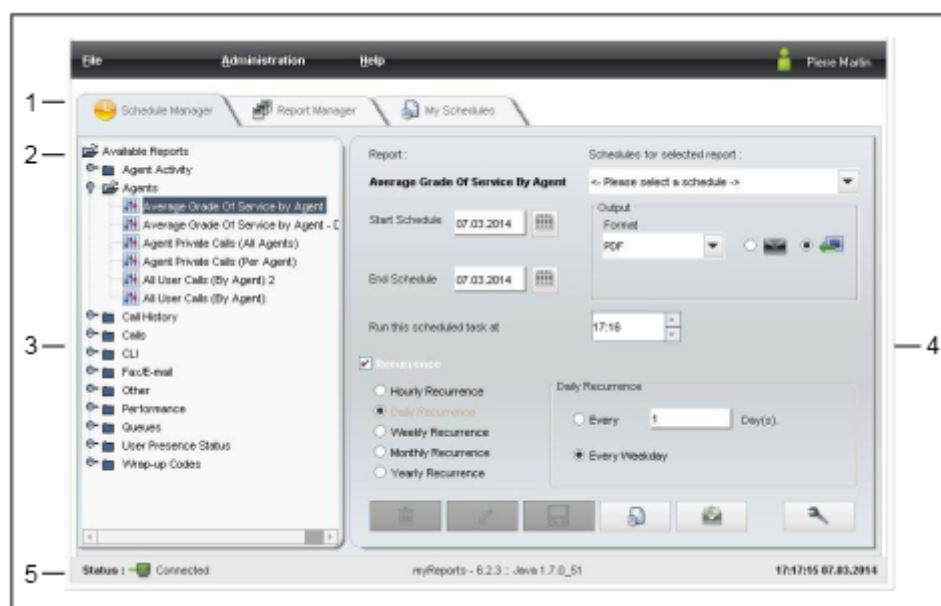 File Administration Help Pierre Martin
1
Schedule Manager Report Manager My Schedules
2
Available Reports
Agent Activity
Agents
Average Grade Of Service by Agent
Average Grade Of Service by Agent - D
Agent Private Calls (All Agents)
Agent Private Calls (Per Agent)
All User Calls (By Agent) 2
All User Calls (By Agent)
Call History
Calls
3
CLI
Fax/E-mail
Other
Performance
Queues
User Presence Status
Wrap-up Codes
Report : Schedules for selected report :
Average Grade Of Service By Agent <- Please select a schedule ->
Output
Start Schedule 07.03.2014 Format
PDF
End Schedule 07.03.2014
Run this scheduled task at 17:16
4
Recurrence
Hourly Recurrence
Daily Recurrence
Weekly Recurrence
Monthly Recurrence
Yearly Recurrence
Daily Recurrence
Every 1 Day(s).
Every Weekday
5
Status : Connected myReports - 6.2.3 :: Java 1.7.0_51 17:17:15 07.03.2014